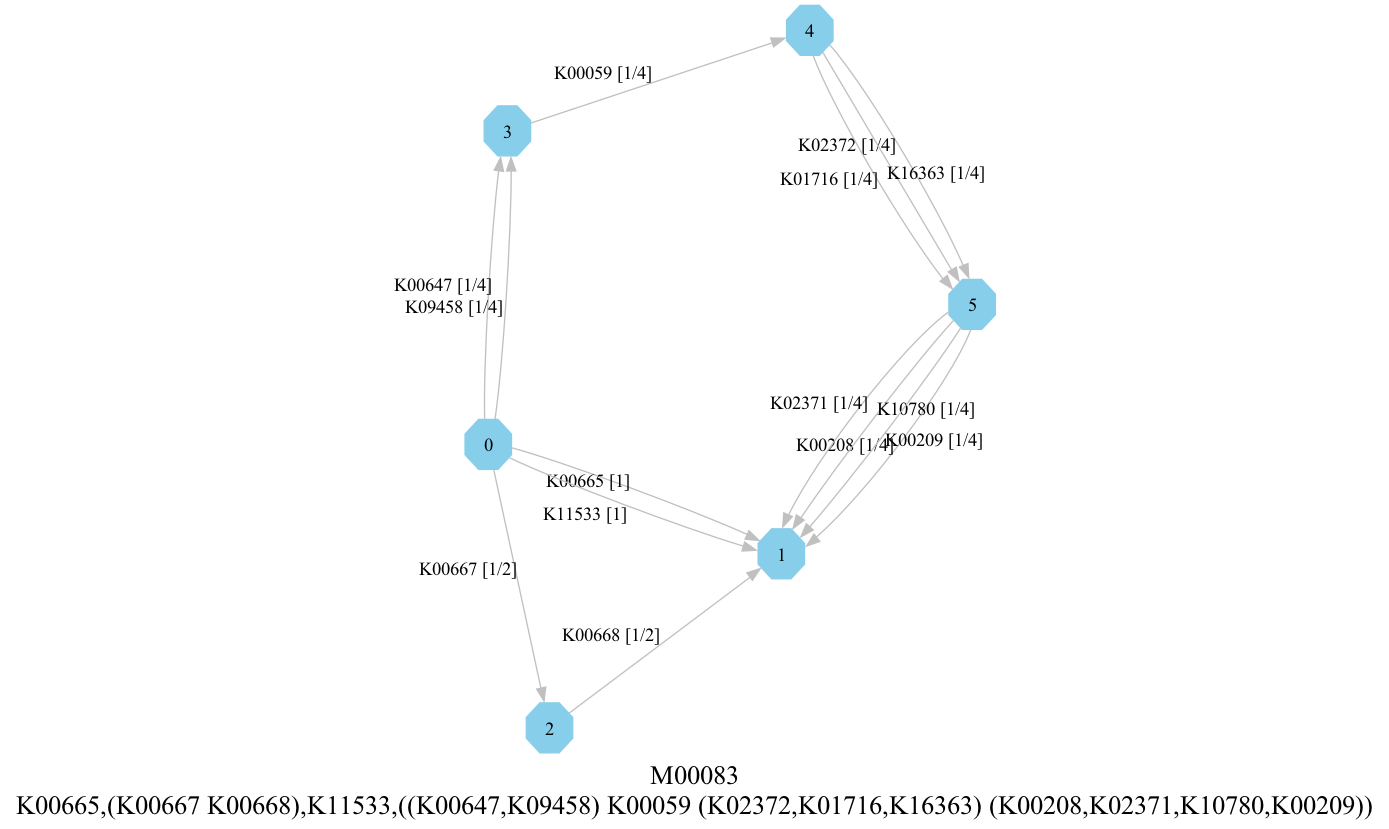 4
K00059 [1/4]
3
K02372 [1/4]
K16363 [1/4]
K01716 [1/4]
K00647 [1/4]
K09458 [1/4]
5
K02371 [1/4]
K10780 [1/4]
K00208 [1/4]
K00209 [1/4]
0
K00665 [1]
K11533 [1]
1
K00667 [1/2]
K00668 [1/2]
2
M00083
K00665,(K00667 K00668),K11533,((K00647,K09458) K00059 (K02372,K01716,K16363) (K00208,K02371,K10780,K00209))